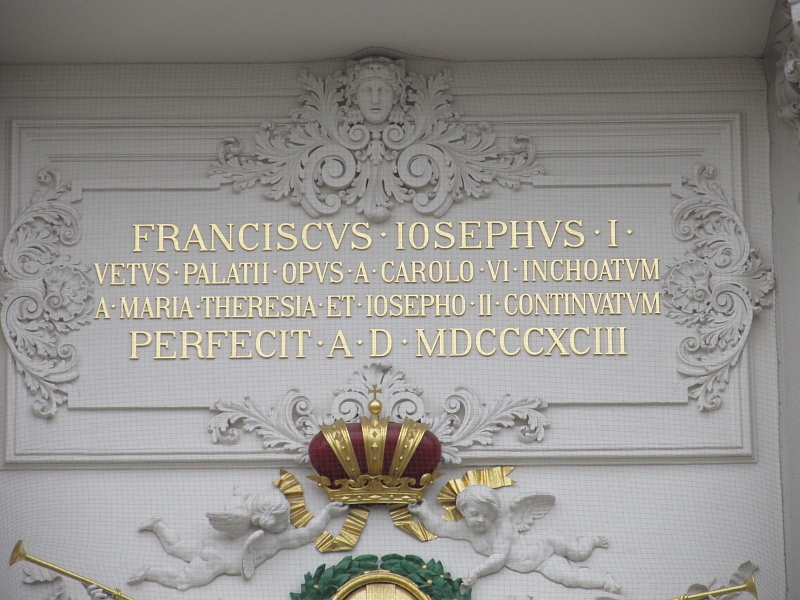 FRANCISCVS · IOSEPHVS · I ·
VETVS · PALATII · OPVS · A · CAROLO · VI · INCHOATVM
A · MARIA · THERESIA · ET · IOSEPHO · II · CONTINVATVM
PERFECIT · A · D · MDCCCXCIII